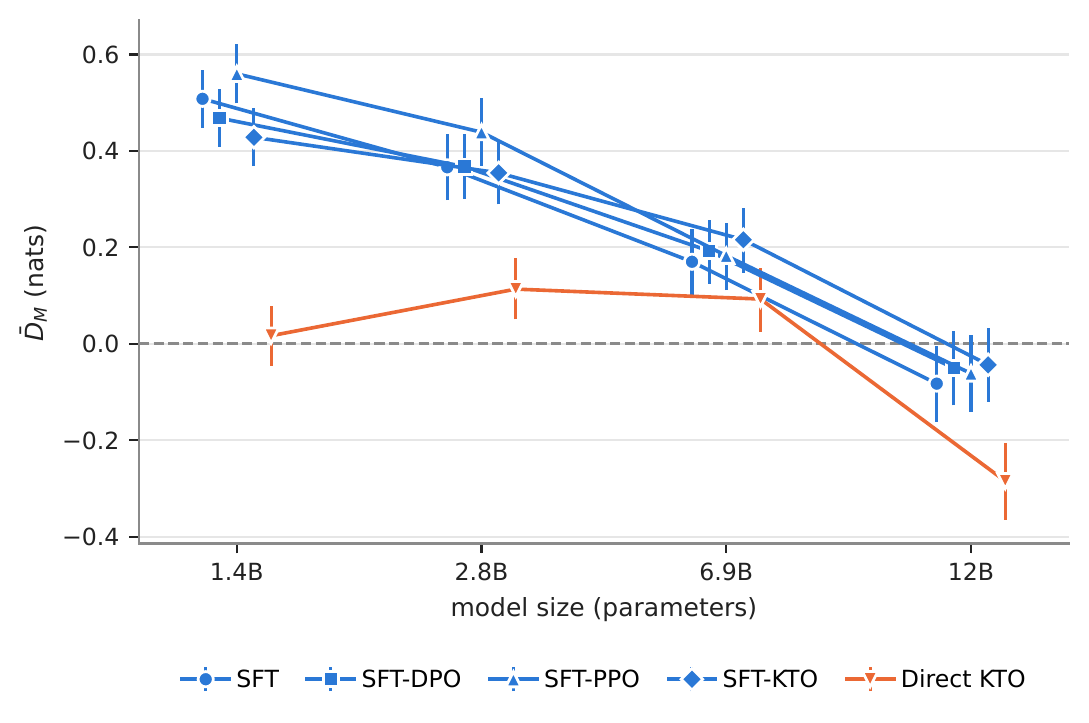 0.6
0.4
0.2
0.0
−0.2
−0.4
D̄_M (nats)
1.4B 2.8B 6.9B 12B
model size (parameters)
SFT SFT-DPO SFT-PPO SFT-KTO Direct KTO